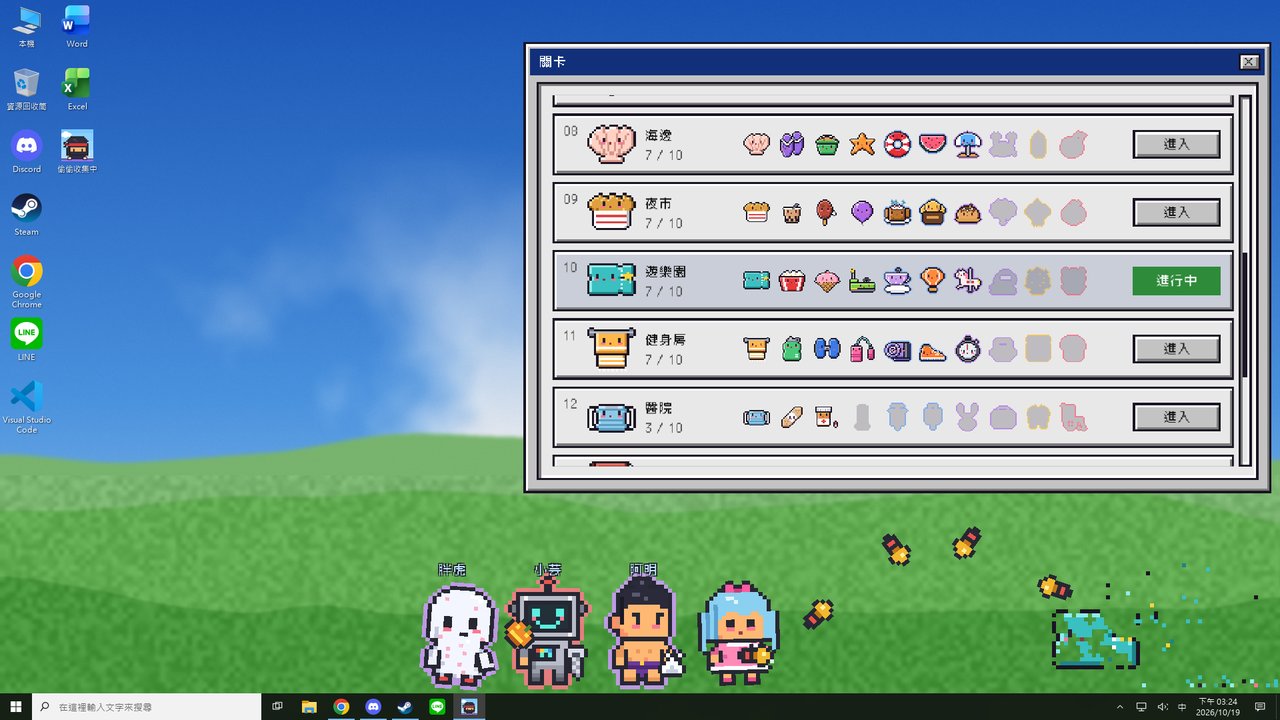 本機
Word
資源回收筒
Excel
Discord
偷偷收集中
Steam
Google
Chrome
LINE
LINE
Visual Studio
Code
關卡
08
海邊
7 / 10
進入
09
夜市
7 / 10
進入
10
遊樂園
7 / 10
進行中
11
健身房
7 / 10
進入
12
醫院
3 / 10
進入
胖虎
小芸
阿明
在這裡輸入文字來搜尋
中
下午 03:24
2026/10/19